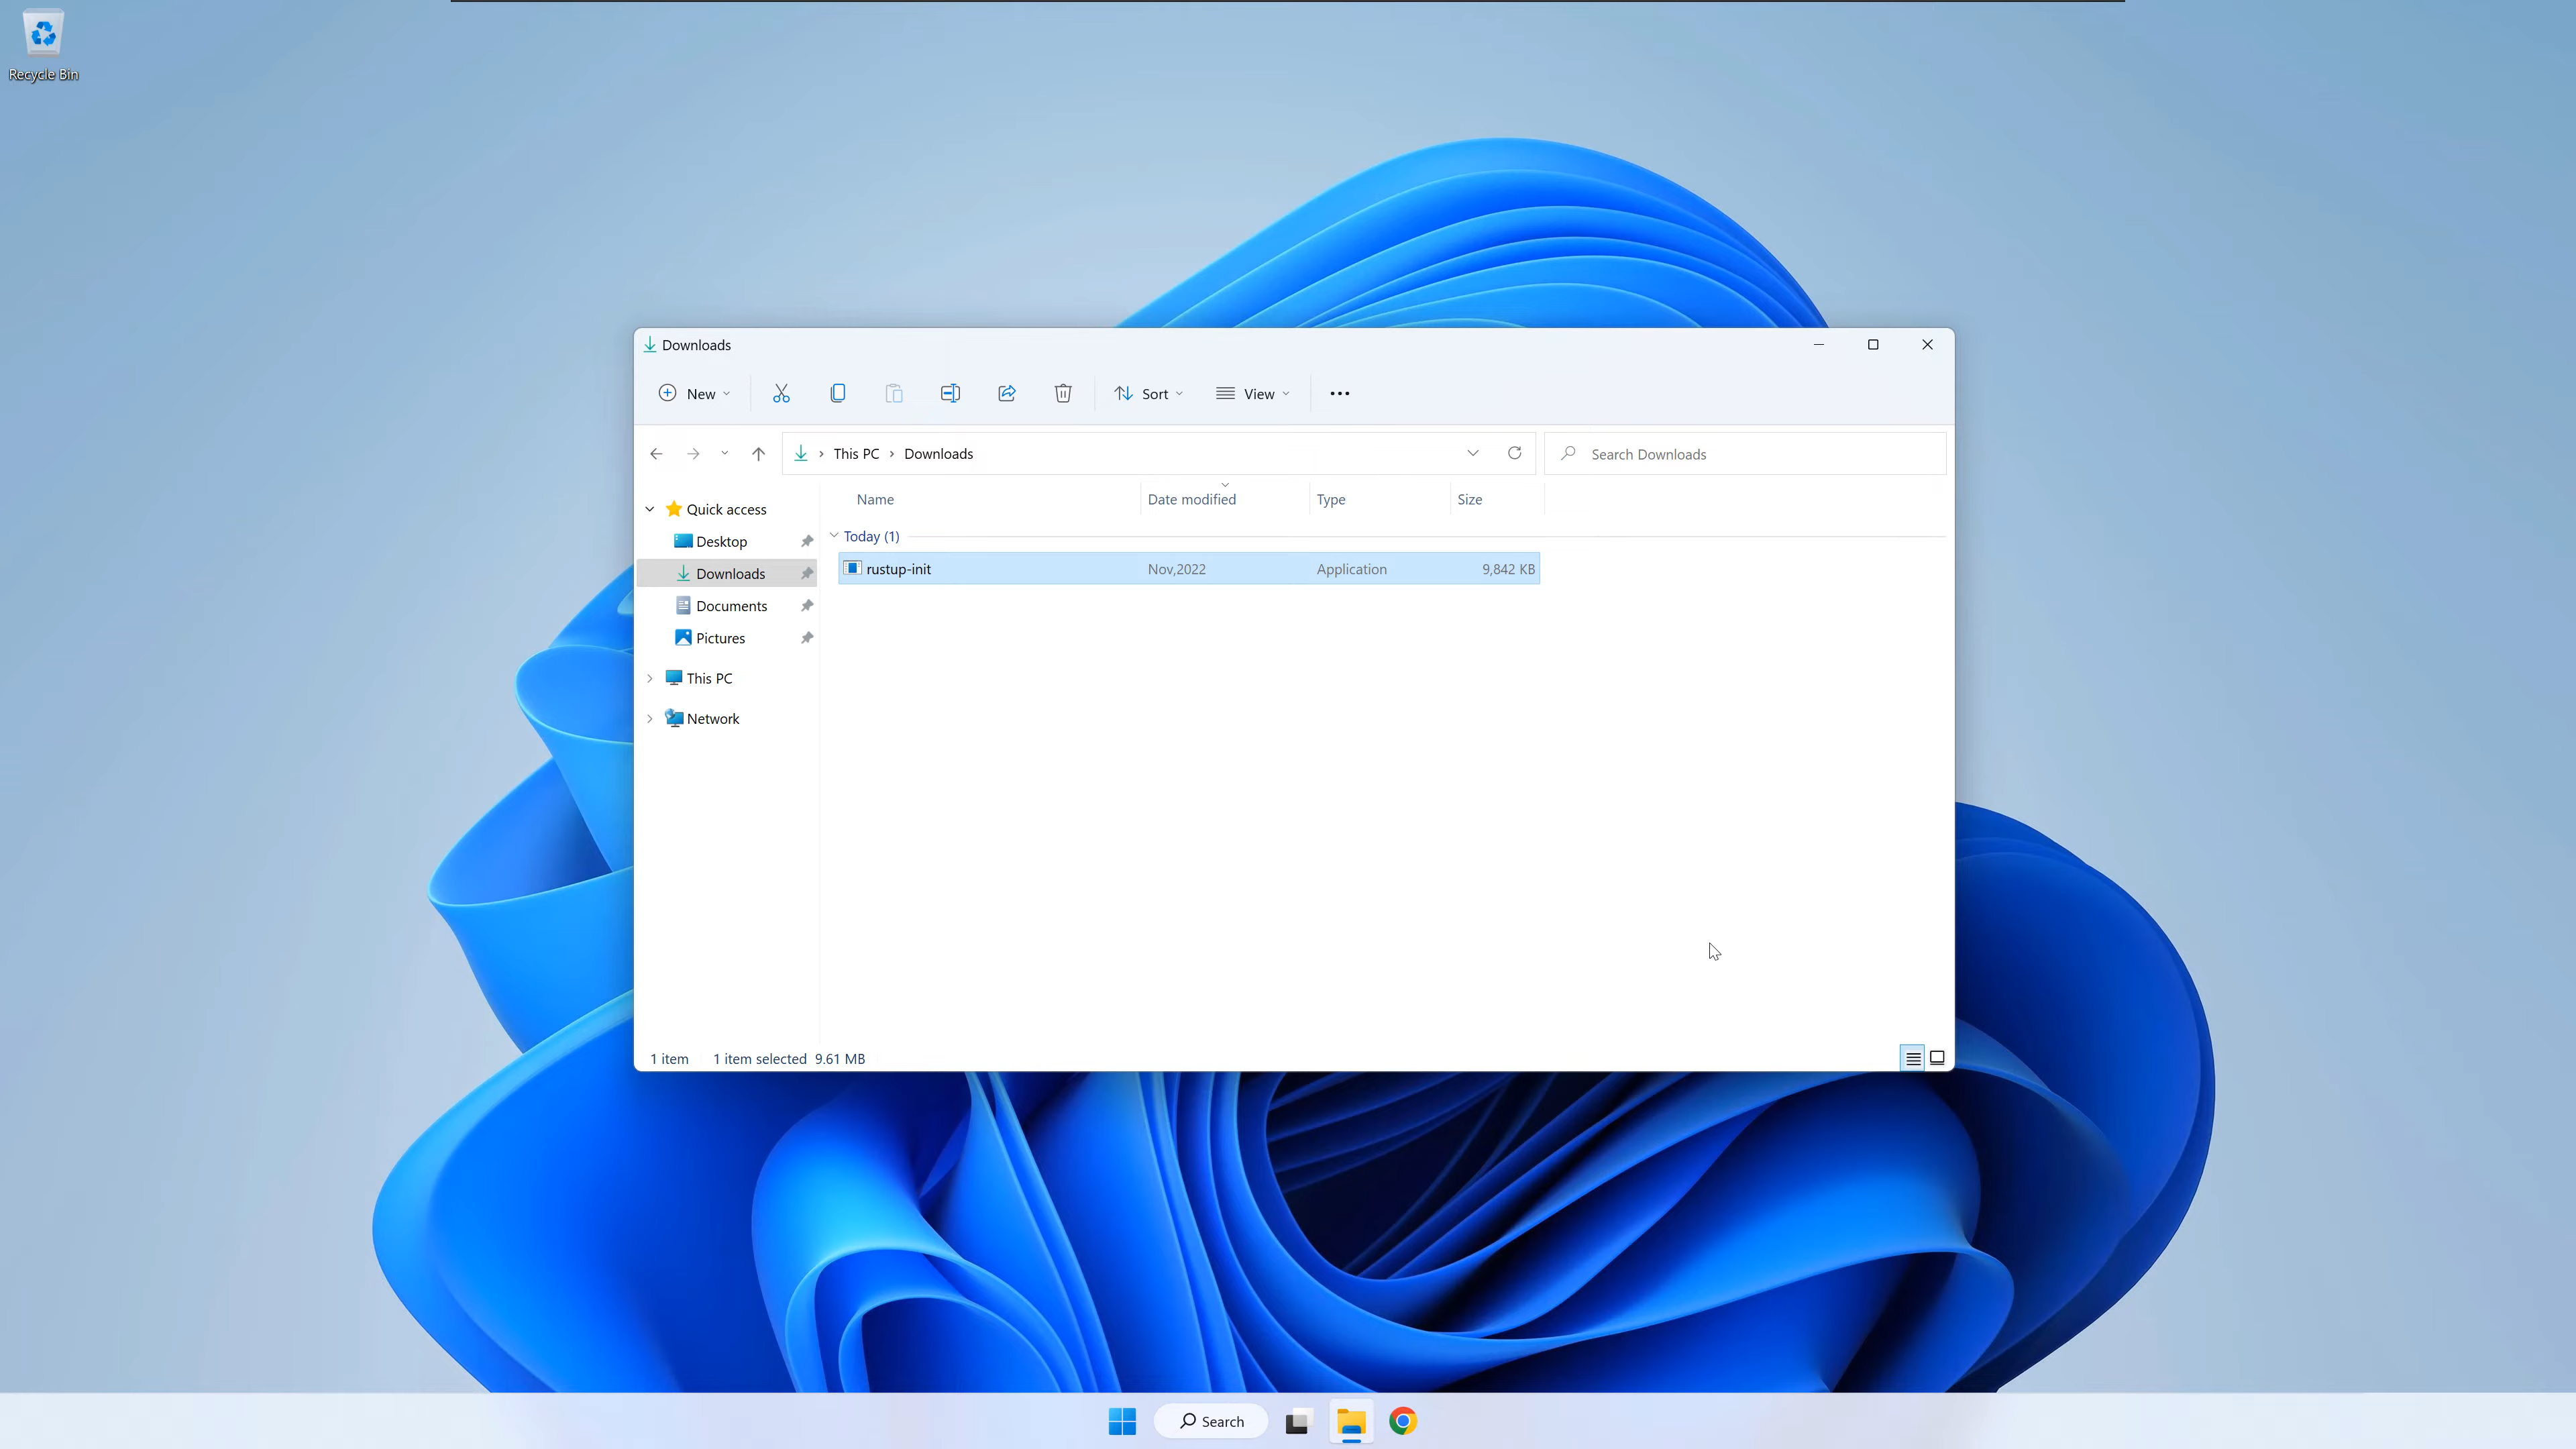 Recycle Bin
Downloads
New
Sort
View
This PC
Downloads
Search Downloads
Name
Date modified
Type
Size
Quick access
Desktop
Downloads
Documents
Pictures
This PC
Network
Today (1)
rustup-init
Nov,2022
Application
9,842 KB
1 item
1 item selected 9.61 MB
Search